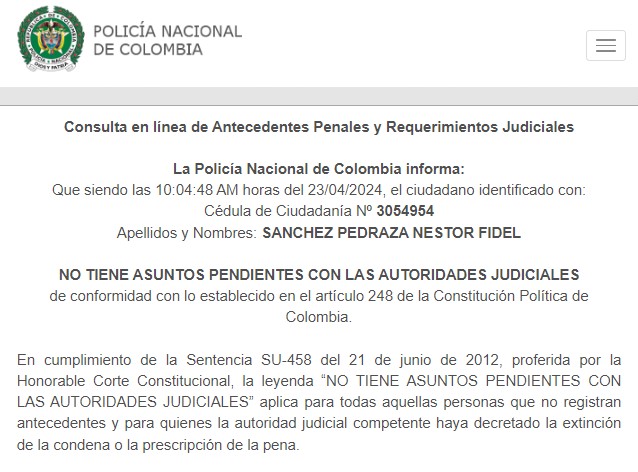 POLICÍA NACIONAL
DE COLOMBIA
Consulta en línea de Antecedentes Penales y Requerimientos Judiciales
La Policía Nacional de Colombia informa:
Que siendo las 10:04:48 AM horas del 23/04/2024, el ciudadano identificado con:
Cédula de Ciudadanía Nº 3054954
Apellidos y Nombres: SANCHEZ PEDRAZA NESTOR FIDEL
NO TIENE ASUNTOS PENDIENTES CON LAS AUTORIDADES JUDICIALES
de conformidad con lo establecido en el artículo 248 de la Constitución Política de
Colombia.
En cumplimiento de la Sentencia SU-458 del 21 de junio de 2012, proferida por la
Honorable Corte Constitucional, la leyenda “NO TIENE ASUNTOS PENDIENTES CON
LAS AUTORIDADES JUDICIALES” aplica para todas aquellas personas que no registran
antecedentes y para quienes la autoridad judicial competente haya decretado la extinción
de la condena o la prescripción de la pena.